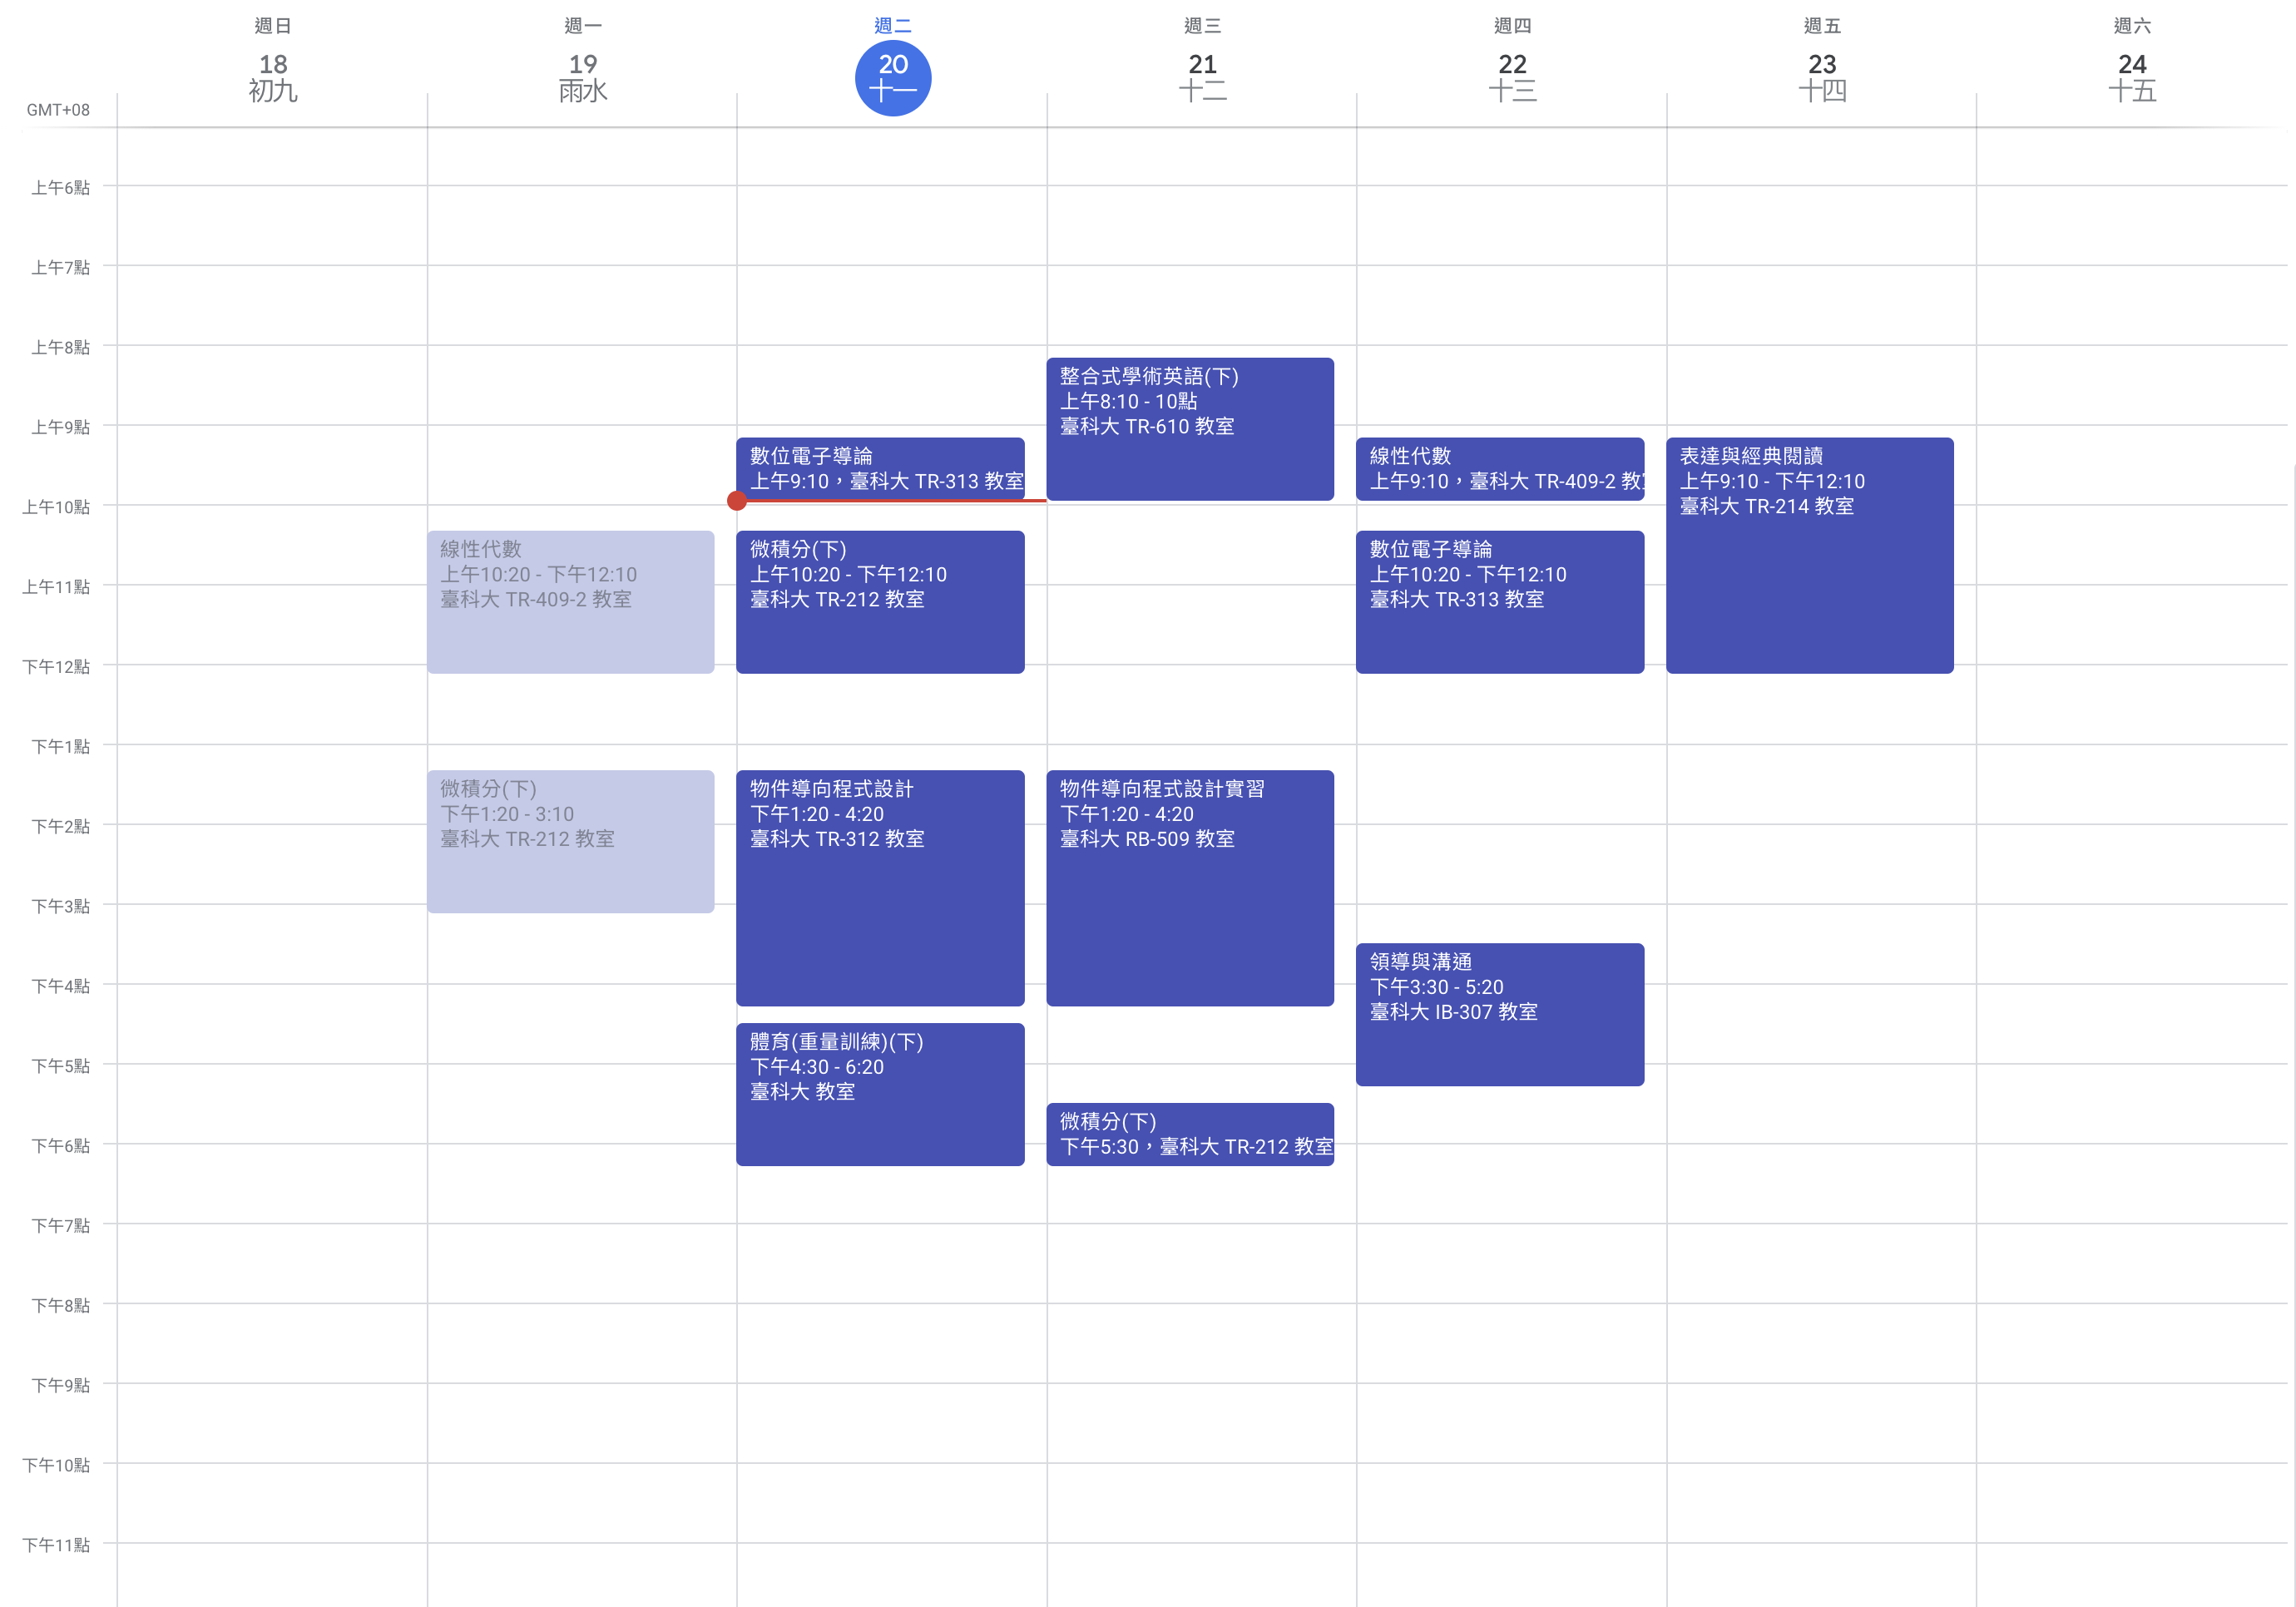 週日
18
初九
週一
19
雨水
週二
20
十一
週三
21
十二
週四
22
十三
週五
23
十四
週六
24
十五
GMT+08
上午6點
上午7點
上午8點
上午9點
上午10點
上午11點
下午12點
下午1點
下午2點
下午3點
下午4點
下午5點
下午6點
下午7點
下午8點
下午9點
下午10點
下午11點
線性代數
上午10:20 - 下午12:10
臺科大 TR-409-2 教室
微積分(下)
下午1:20 - 3:10
臺科大 TR-212 教室
數位電子導論
上午9:10，臺科大 TR-313 教室
微積分(下)
上午10:20 - 下午12:10
臺科大 TR-212 教室
物件導向程式設計
下午1:20 - 4:20
臺科大 TR-312 教室
體育(重量訓練)(下)
下午4:30 - 6:20
臺科大 教室
整合式學術英語(下)
上午8:10 - 10點
臺科大 TR-610 教室
物件導向程式設計實習
下午1:20 - 4:20
臺科大 RB-509 教室
微積分(下)
下午5:30，臺科大 TR-212 教室
線性代數
上午9:10，臺科大 TR-409-2 教
數位電子導論
上午10:20 - 下午12:10
臺科大 TR-313 教室
領導與溝通
下午3:30 - 5:20
臺科大 IB-307 教室
表達與經典閱讀
上午9:10 - 下午12:10
臺科大 TR-214 教室